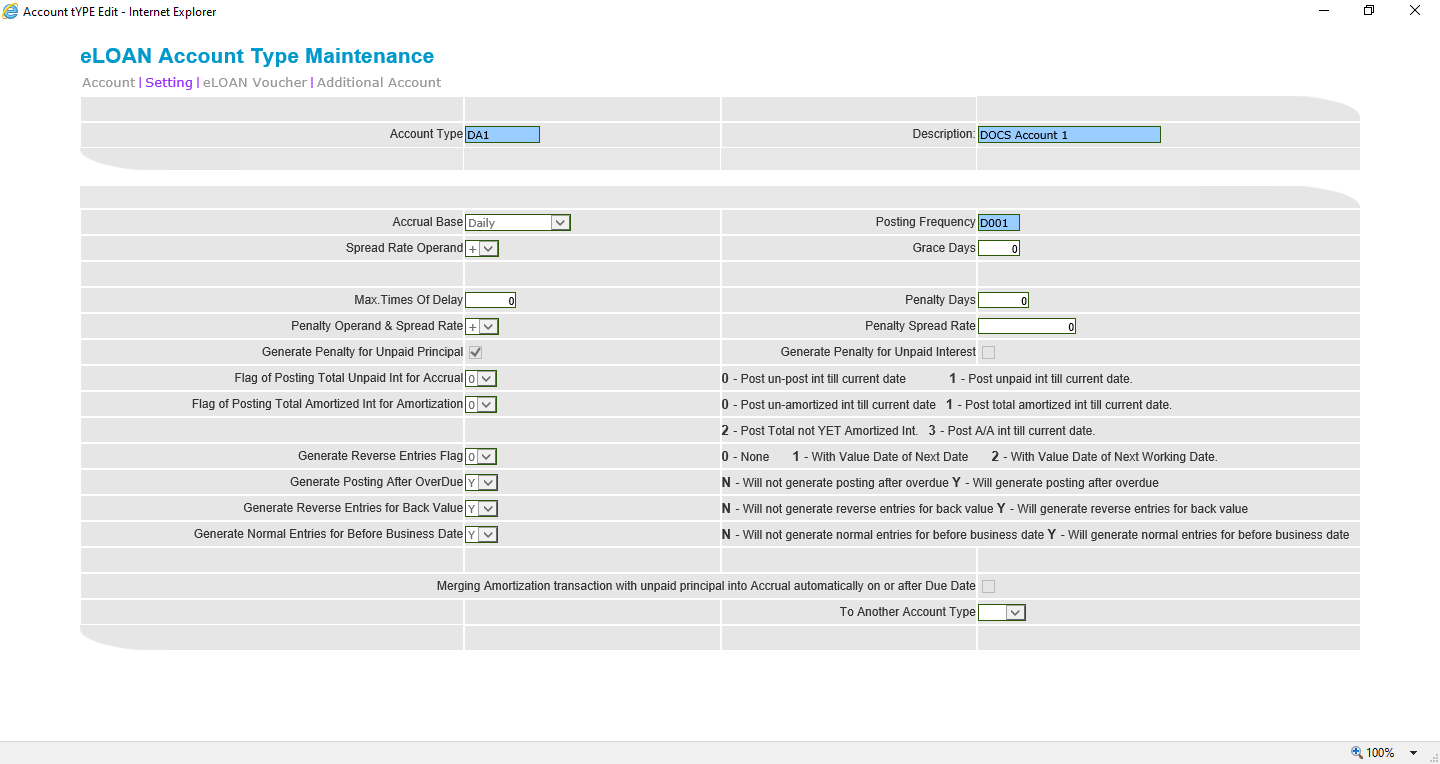 Account tYPE Edit - Internet Explorer
eLOAN Account Type Maintenance
Account | Setting | eLOAN Voucher | Additional Account
Account Type DA1 Description: DOCS Account 1
Accrual Base Daily Posting Frequency D001
Spread Rate Operand + Grace Days 0
Max.Times Of Delay 0 Penalty Days 0
Penalty Operand & Spread Rate + Penalty Spread Rate 0
Generate Penalty for Unpaid Principal Generate Penalty for Unpaid Interest
Flag of Posting Total Unpaid Int for Accrual 0 0 - Post un-post int till current date 1 - Post unpaid int till current date.
Flag of Posting Total Amortized Int for Amortization 0 0 - Post un-amortized int till current date 1 - Post total amortized int till current date.
2 - Post Total not YET Amortized Int. 3 - Post A/A int till current date.
Generate Reverse Entries Flag 0 0 - None 1 - With Value Date of Next Date 2 - With Value Date of Next Working Date.
Generate Posting After OverDue Y N - Will not generate posting after overdue Y - Will generate posting after overdue
Generate Reverse Entries for Back Value Y N - Will not generate reverse entries for back value Y - Will generate reverse entries for back value
Generate Normal Entries for Before Business Date Y N - Will not generate normal entries for before business date Y - Will generate normal entries for before business date
Merging Amortization transaction with unpaid principal into Accrual automatically on or after Due Date
To Another Account Type
100%